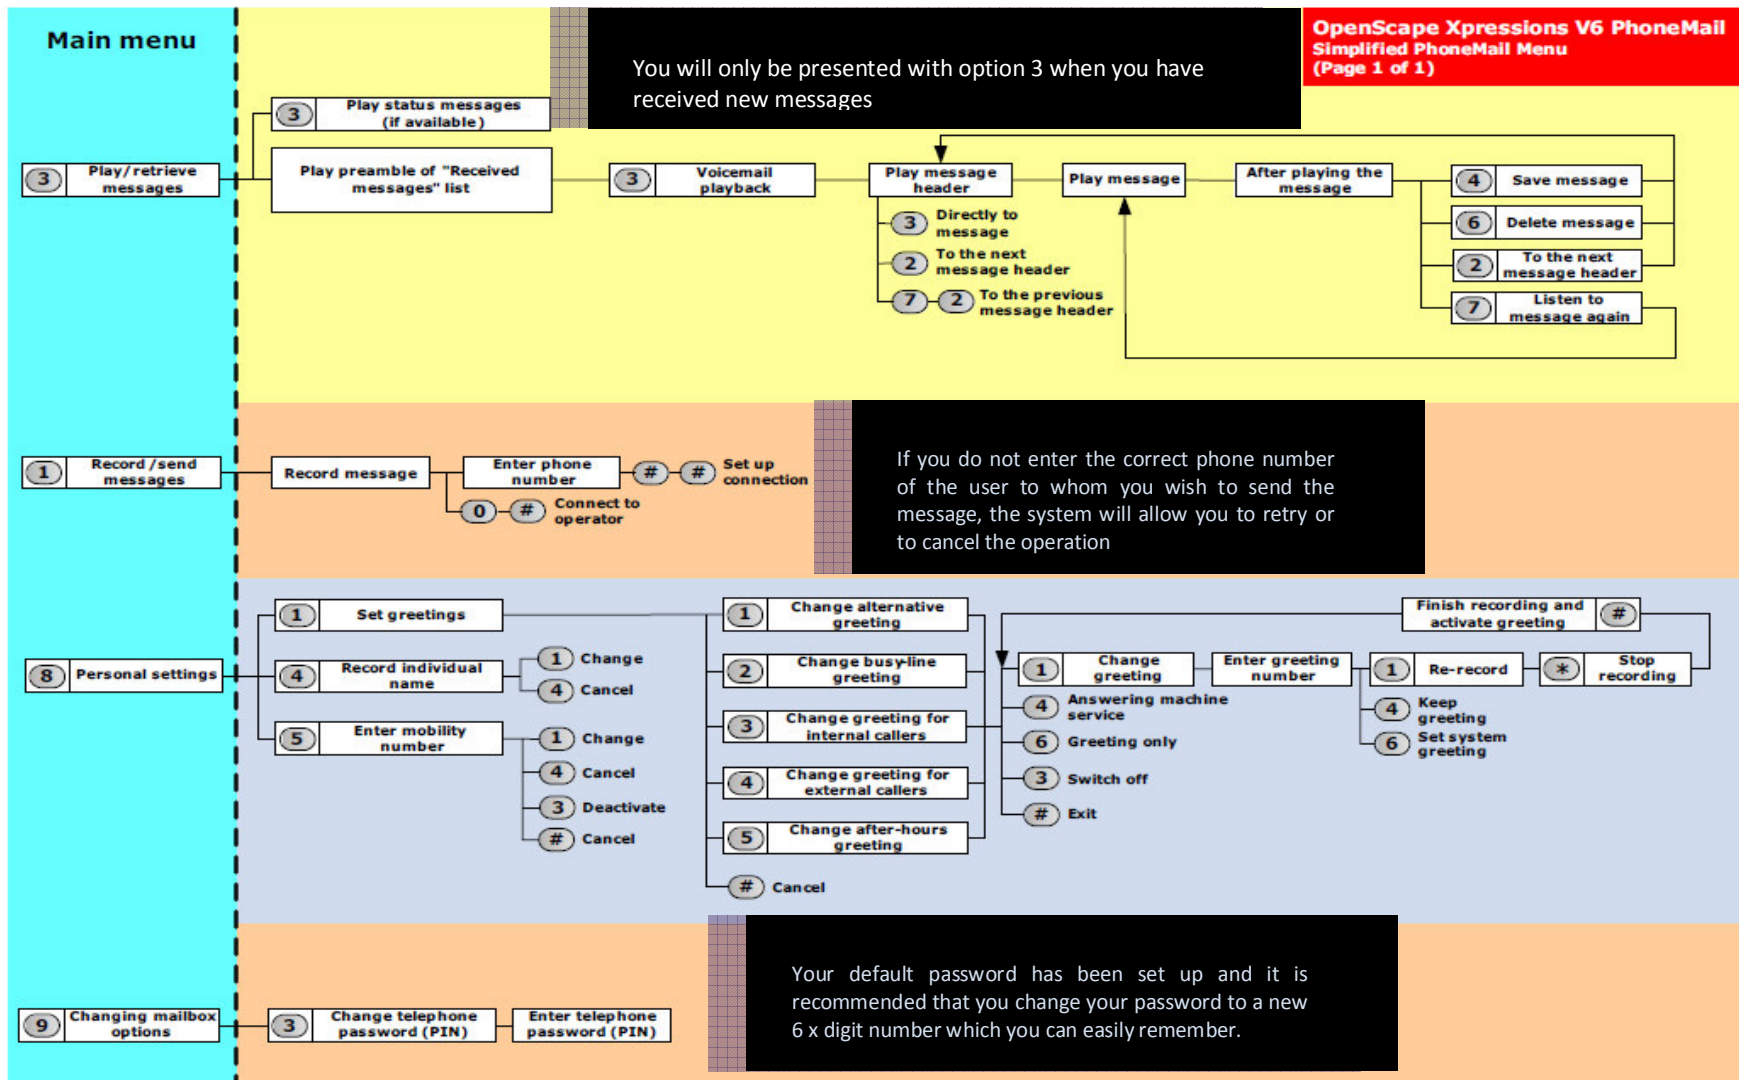 Main menu
You will only be presented with option 3 when you have
received new messages
OpenScape Xpressions V6 PhoneMail
Simplified PhoneMail Menu
(Page 1 of 1)
3 Play status messages
(if available)
3 Play/retrieve
messages
Play preamble of "Received
messages" list
3 Voicemail
playback
Play message
header
3 Directly to
message
2 To the next
message header
7 2 To the previous
message header
Play message
After playing the
message
4 Save message
6 Delete message
2 To the next
message header
7 Listen to
message again
1 Record/send
messages
Record message
Enter phone
number
# # Set up
connection
0 # Connect to
operator
If you do not enter the correct phone number
of the user to whom you wish to send the
message, the system will allow you to retry or
to cancel the operation
8 Personal settings
1 Set greetings
4 Record individual
name
1 Change
4 Cancel
5 Enter mobility
number
1 Change
4 Cancel
3 Deactivate
# Cancel
1 Change alternative
greeting
2 Change busy-line
greeting
3 Change greeting for
internal callers
4 Change greeting for
external callers
5 Change after-hours
greeting
# Cancel
Finish recording and
activate greeting #
1 Change
greeting
Enter greeting
number
1 Re-record
* Stop
recording
4 Answering machine
service
6 Greeting only
3 Switch off
# Exit
4 Keep
greeting
6 Set system
greeting
9 Changing mailbox
options
3 Change telephone
password (PIN)
Enter telephone
password (PIN)
Your default password has been set up and it is
recommended that you change your password to a new
6 x digit number which you can easily remember.